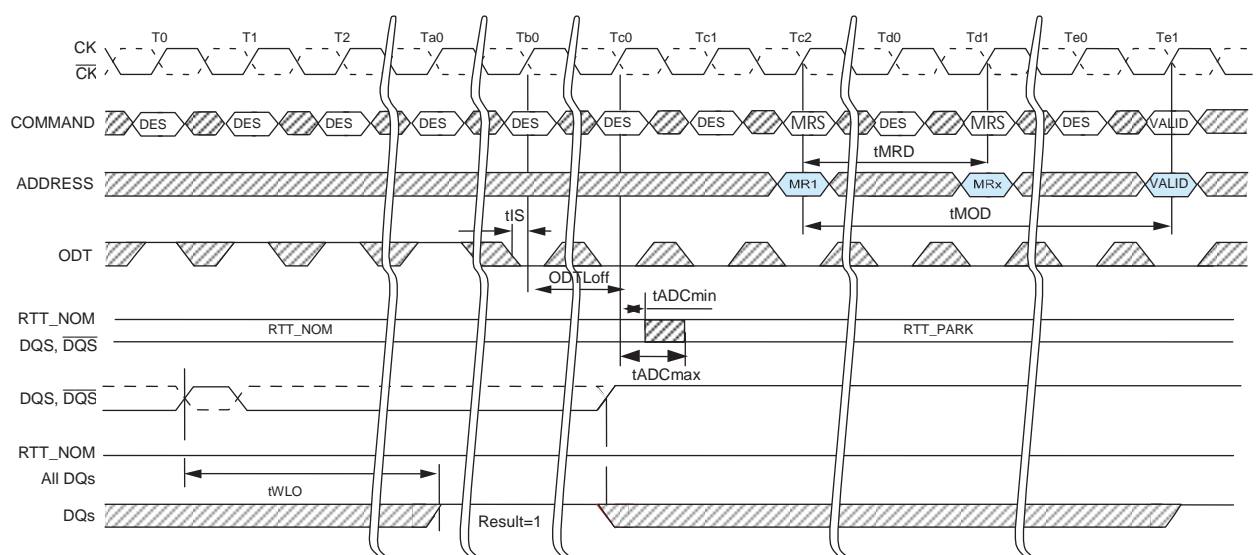 T0 T1 T2 Ta0 Tb0 Tc0 Tc1 Tc2 Td0 Td1 Te0 Te1
CK
CK
COMMAND DES DES DES DES DES DES DES MRS DES MRS DES VALID
tMRD
ADDRESS MR1 MRx VALID
tIS tMOD
ODT
ODTLoff
tADCmin
RTT_NOM
RTT_NOM RTT_PARK
DQS, DQS
tADCmax
DQS, DQS
RTT_NOM
All DQs
tWLO
DQs Result=1